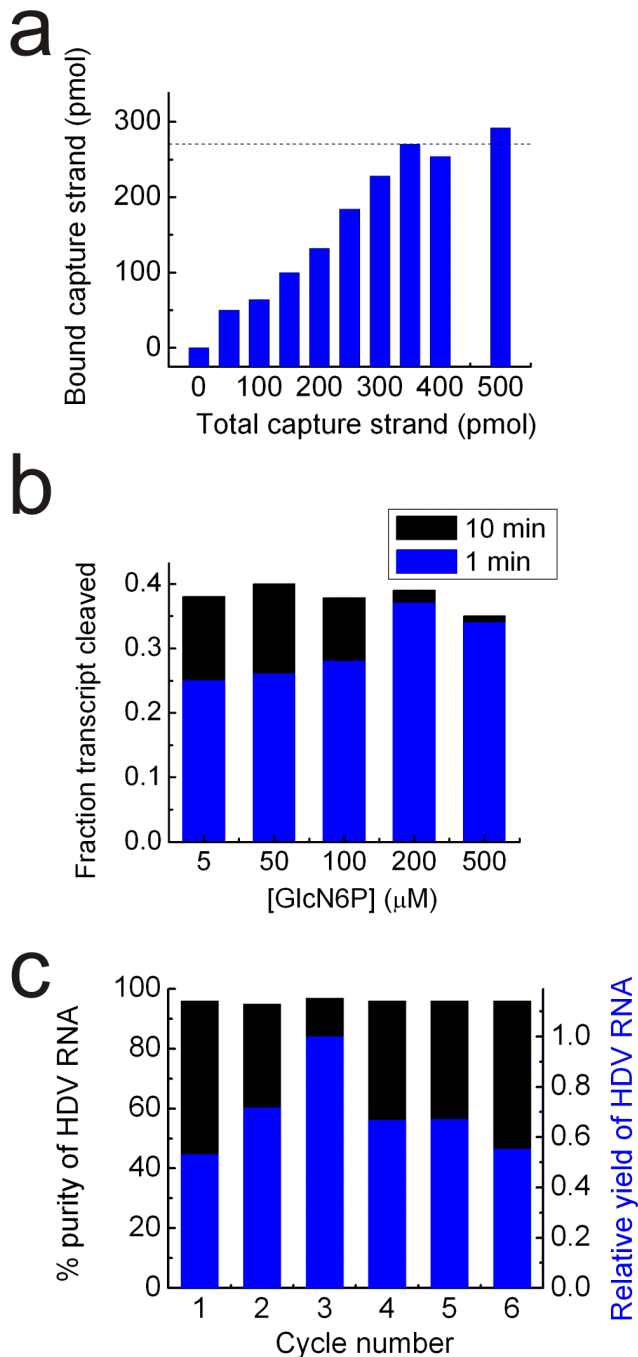 a
Bound capture strand (pmol)
300
200
100
0
0 100 200 300 400 500
Total capture strand (pmol)
b
10 min
1 min
Fraction transcript cleaved
0.4
0.3
0.2
0.1
0.0
5 50 100 200 500
[GlcN6P] (μM)
c
% purity of HDV RNA
100
80
60
40
20
0
1.0
0.8
0.6
0.4
0.2
0.0
Relative yield of HDV RNA
1 2 3 4 5 6
Cycle number